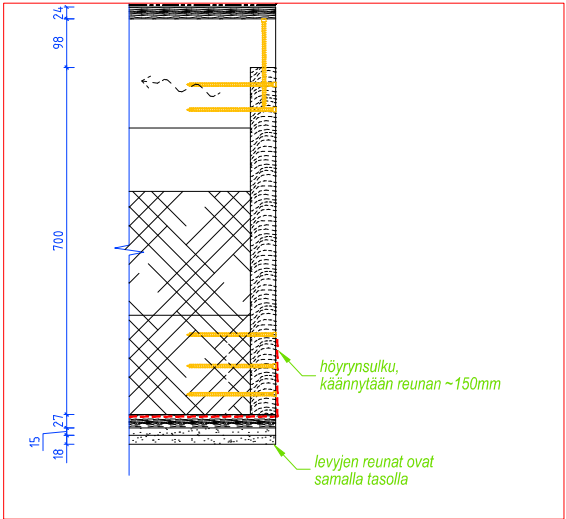 24
98
700
höyrynsulku,
käännytään reunan ~150mm
27
15
18
levyjen reunat ovat
samalla tasolla